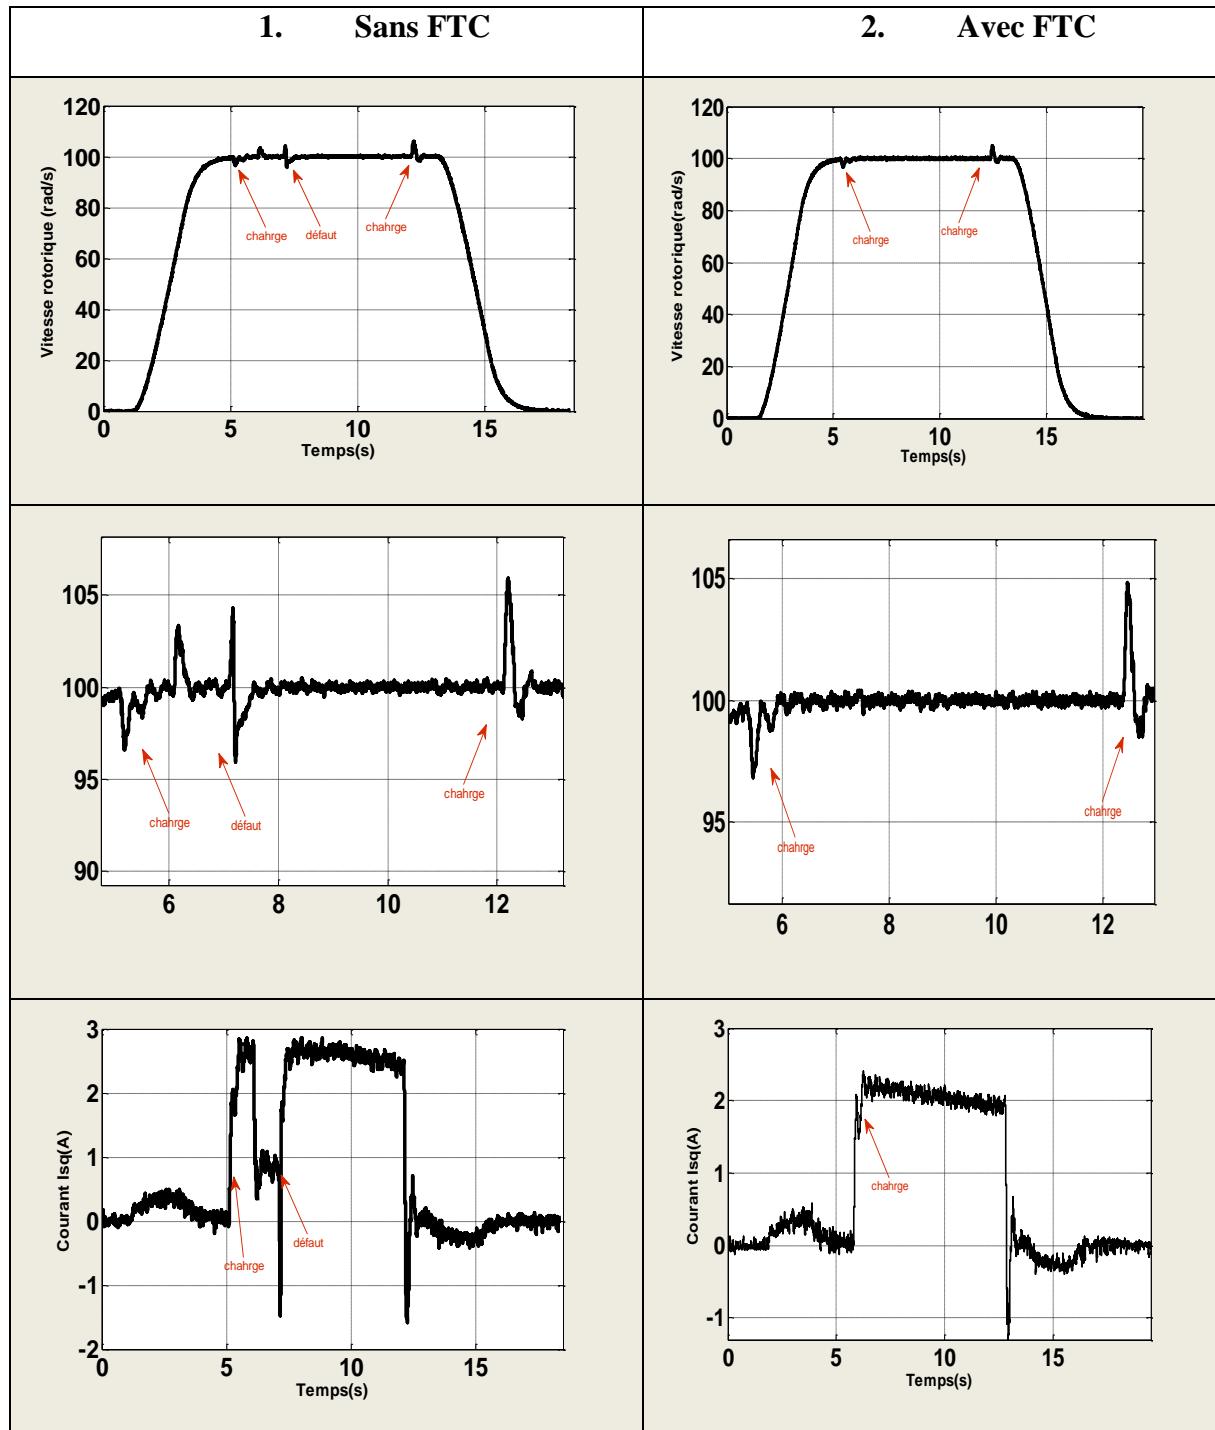 1. Sans FTC
2. Avec FTC
120
100
80
60
40
20
0
Vitesse rotorique (rad/s)
0 5 10 15
Temps(s)
chahrge
défaut
chahrge
120
100
80
60
40
20
0
Vitesse rotorique(rad/s)
0 5 10 15
Temps(s)
chahrge
chahrge
105
100
95
90
6 8 10 12
chahrge
défaut
chahrge
105
100
95
6 8 10 12
chahrge
chahrge
3
2
1
0
-1
-2
Courant Isq(A)
0 5 10 15
Temps(s)
chahrge
défaut
3
2
1
0
-1
Courant Isq(A)
0 5 10 15
Temps(s)
chahrge